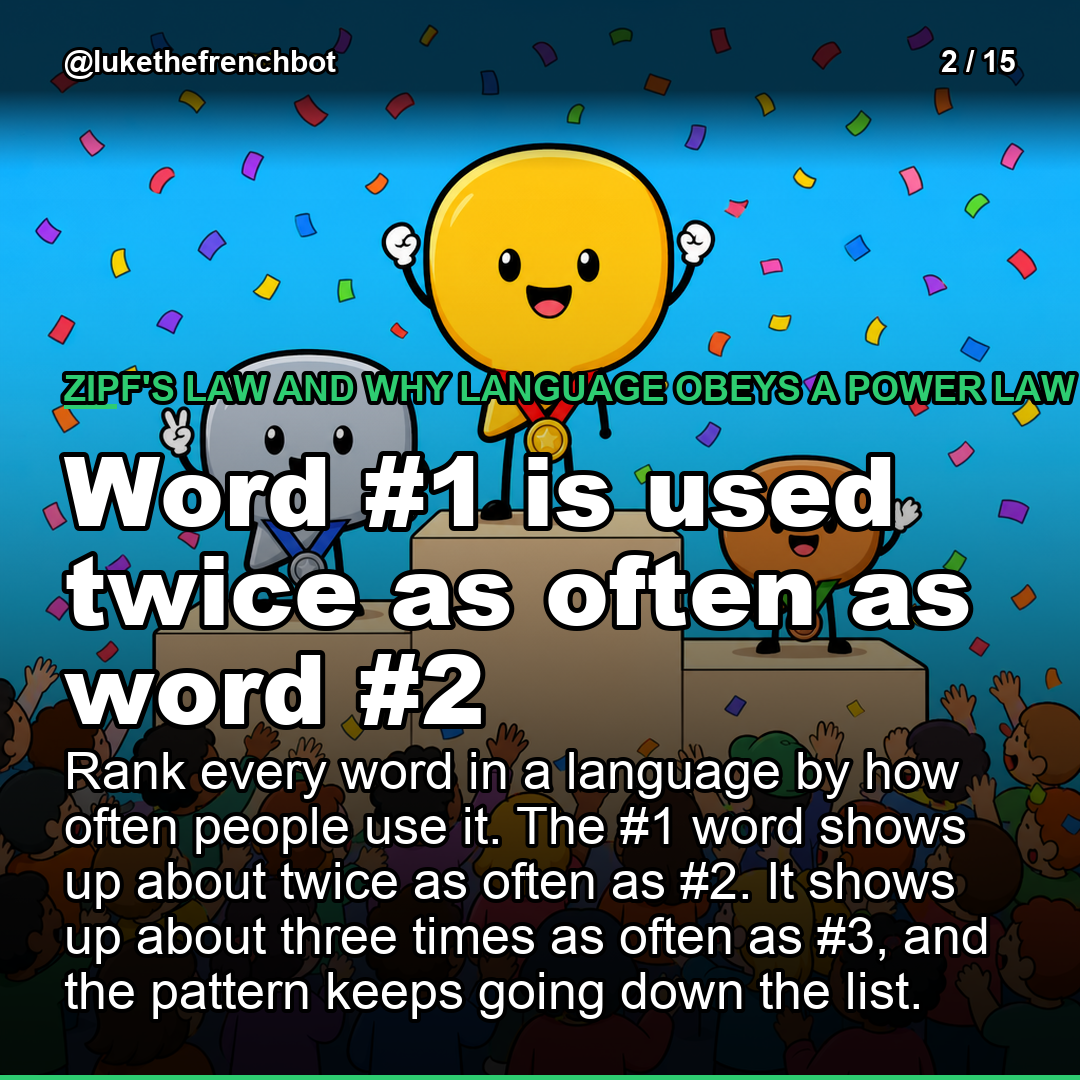 @lukethefrenchbot
2 / 15
ZIPF'S LAW AND WHY LANGUAGE OBEYS A POWER LAW
Word #1 is used
twice as often as
word #2
Rank every word in a language by how
often people use it. The #1 word shows
up about twice as often as #2. It shows
up about three times as often as #3, and
the pattern keeps going down the list.